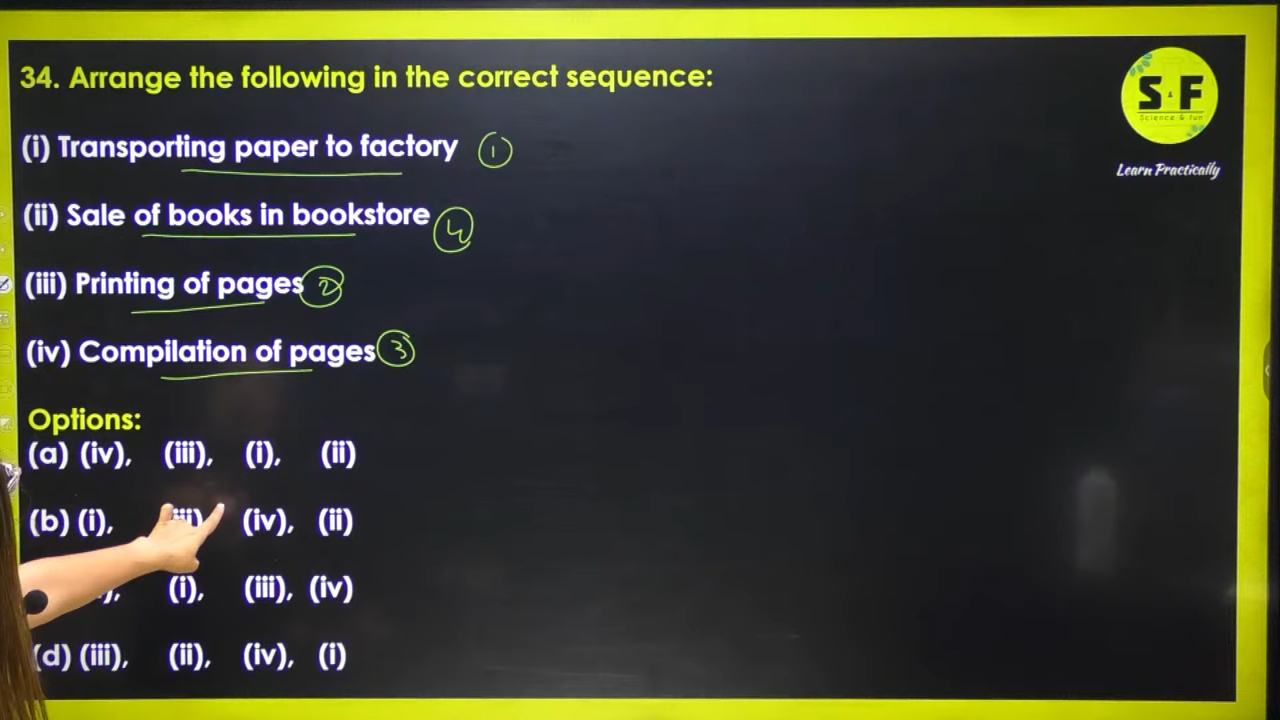 34. Arrange the following in the correct sequence:
S & F
Science & fun
Learn Practically
(i) Transporting paper to factory 1
(ii) Sale of books in bookstore 4
(iii) Printing of pages 2
(iv) Compilation of pages 3
Options:
(a) (iv), (iii), (i), (ii)
(b) (i), (iv), (ii)
(i), (iii), (iv)
(d) (iii), (ii), (iv), (i)